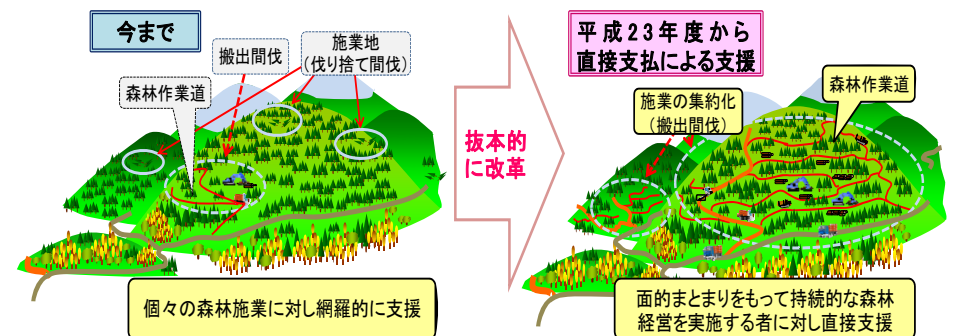 今まで
搬出間伐
施業地
(伐り捨て間伐)
森林作業道
個々の森林施業に対し網羅的に支援
抜本的
に改革
平成23年度から
直接支払による支援
施業の集約化
(搬出間伐)
森林作業道
面的まとまりをもって持続的な森林
経営を実施する者に対し直接支援